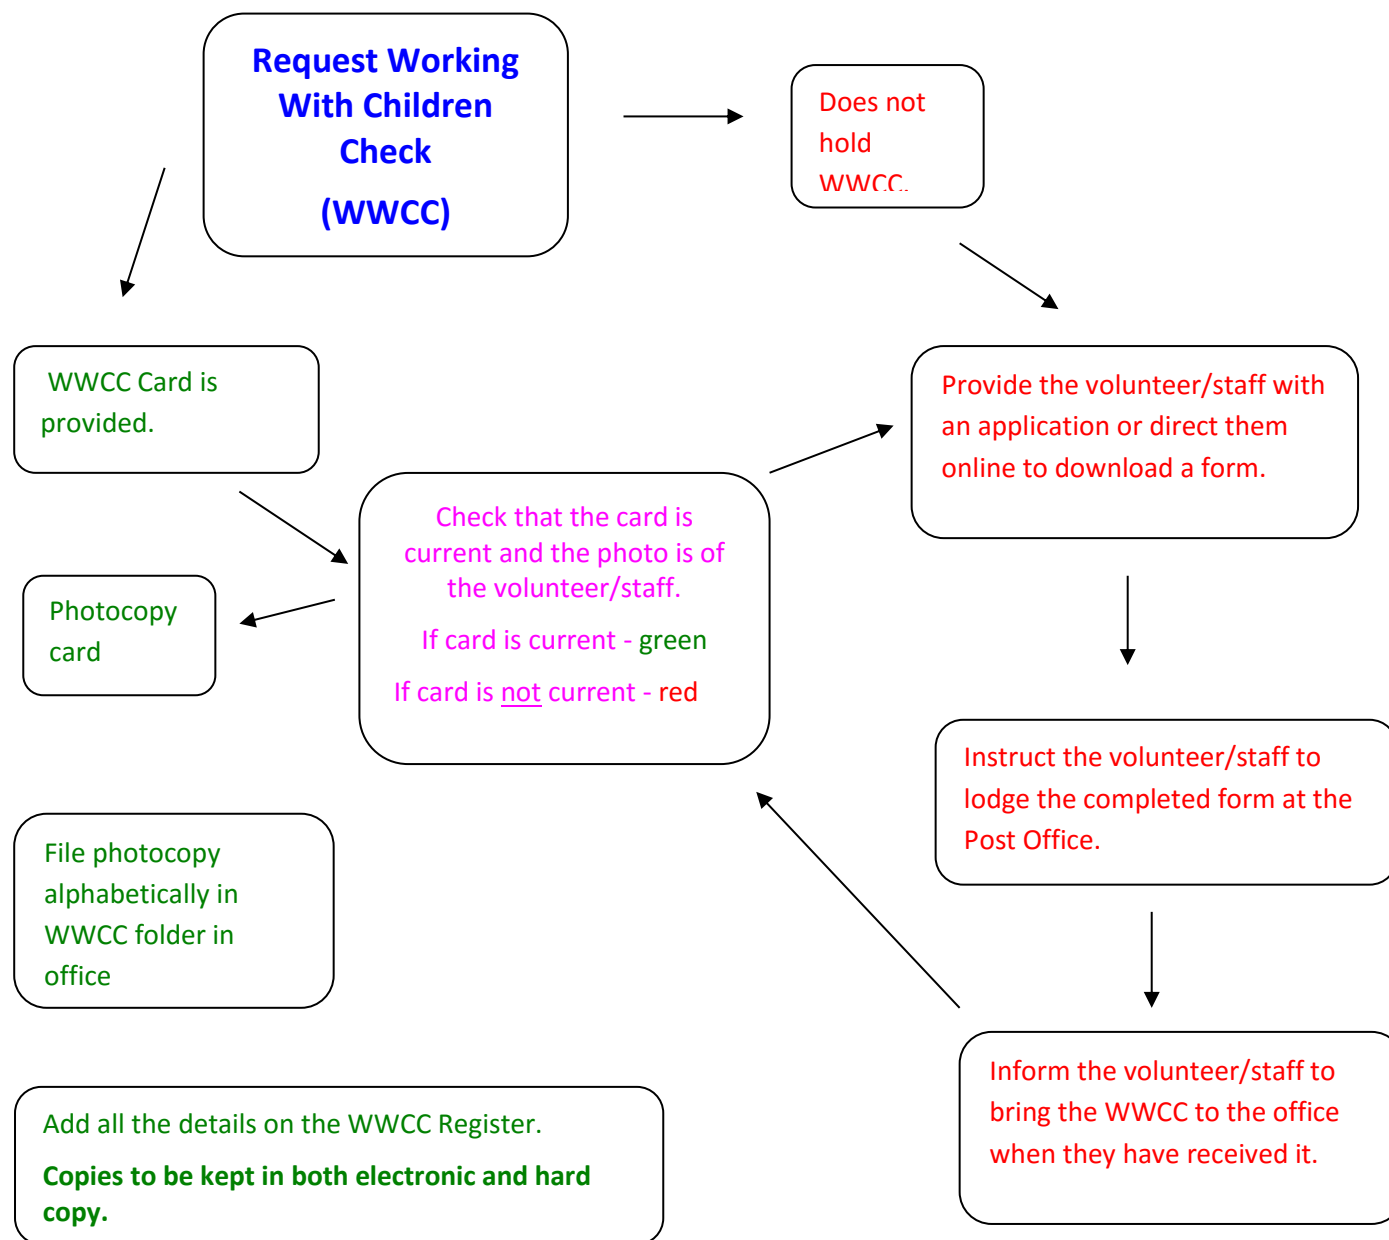 Request Working
With Children
Check
(WWCC)
Does not
hold
WWCC.
WWCC Card is
provided.
Provide the volunteer/staff with
an application or direct them
online to download a form.
Check that the card is
current and the photo is of
the volunteer/staff.
If card is current - green
If card is not current - red
Photocopy
card
Instruct the volunteer/staff to
lodge the completed form at the
Post Office.
File photocopy
alphabetically in
WWCC folder in
office
Inform the volunteer/staff to
bring the WWCC to the office
when they have received it.
Add all the details on the WWCC Register.
Copies to be kept in both electronic and hard
copy.